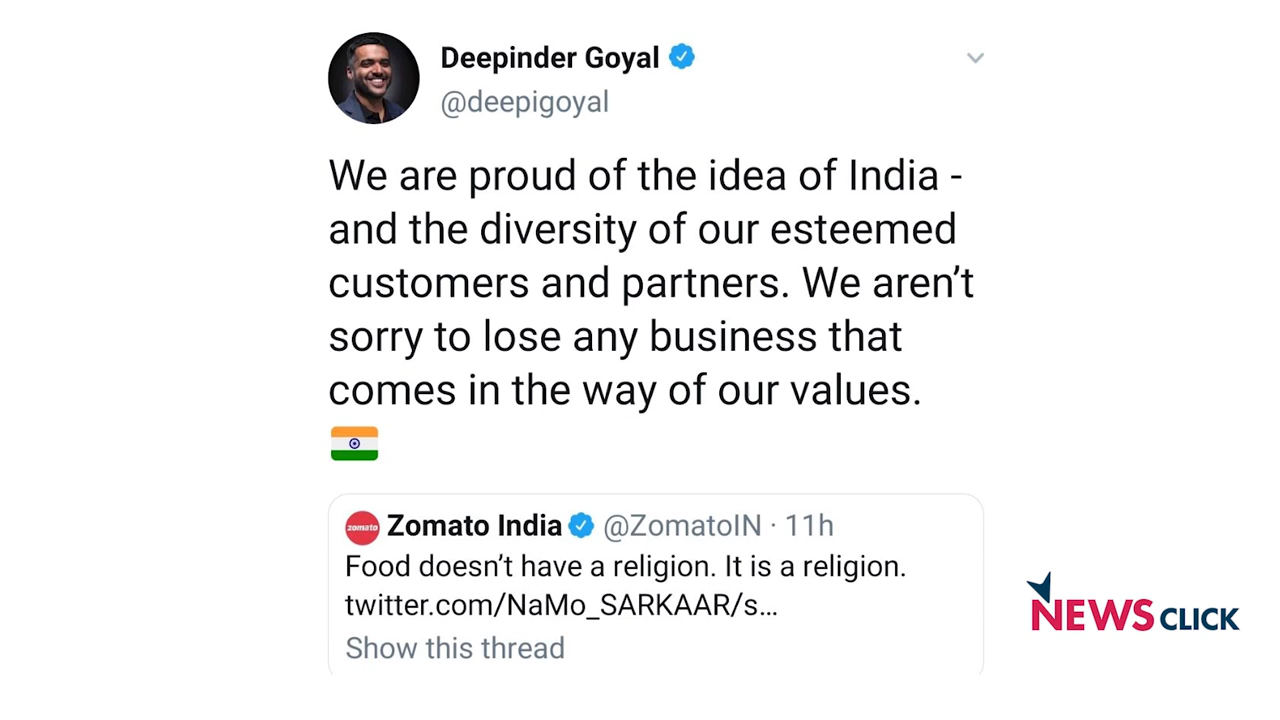 Deepinder Goyal
@deepigoyal
We are proud of the idea of India -
and the diversity of our esteemed
customers and partners. We aren’t
sorry to lose any business that
comes in the way of our values.
zomato Zomato India @ZomatoIN · 11h
Food doesn’t have a religion. It is a religion.
twitter.com/NaMo_SARKAAR/s...
Show this thread
NEWS CLICK